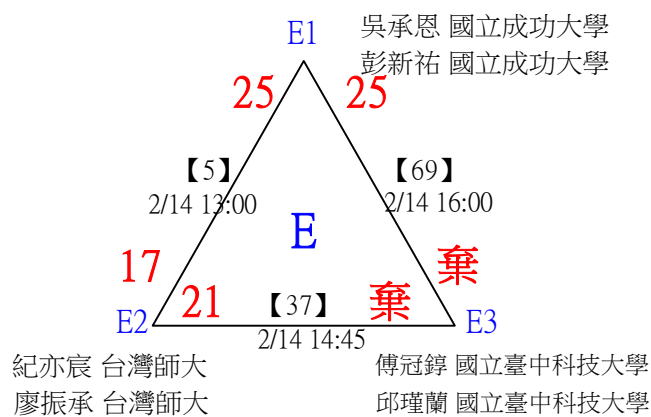 E1
吳承恩 國立成功大學
彭新祐 國立成功大學
25
25
【5】
2/14 13:00
【69】
2/14 16:00
E
17
棄
21
【37】
棄
E2
2/14 14:45
E3
紀亦宸 台灣師大
廖振承 台灣師大
傅冠錞 國立臺中科技大學
邱瑾蘭 國立臺中科技大學